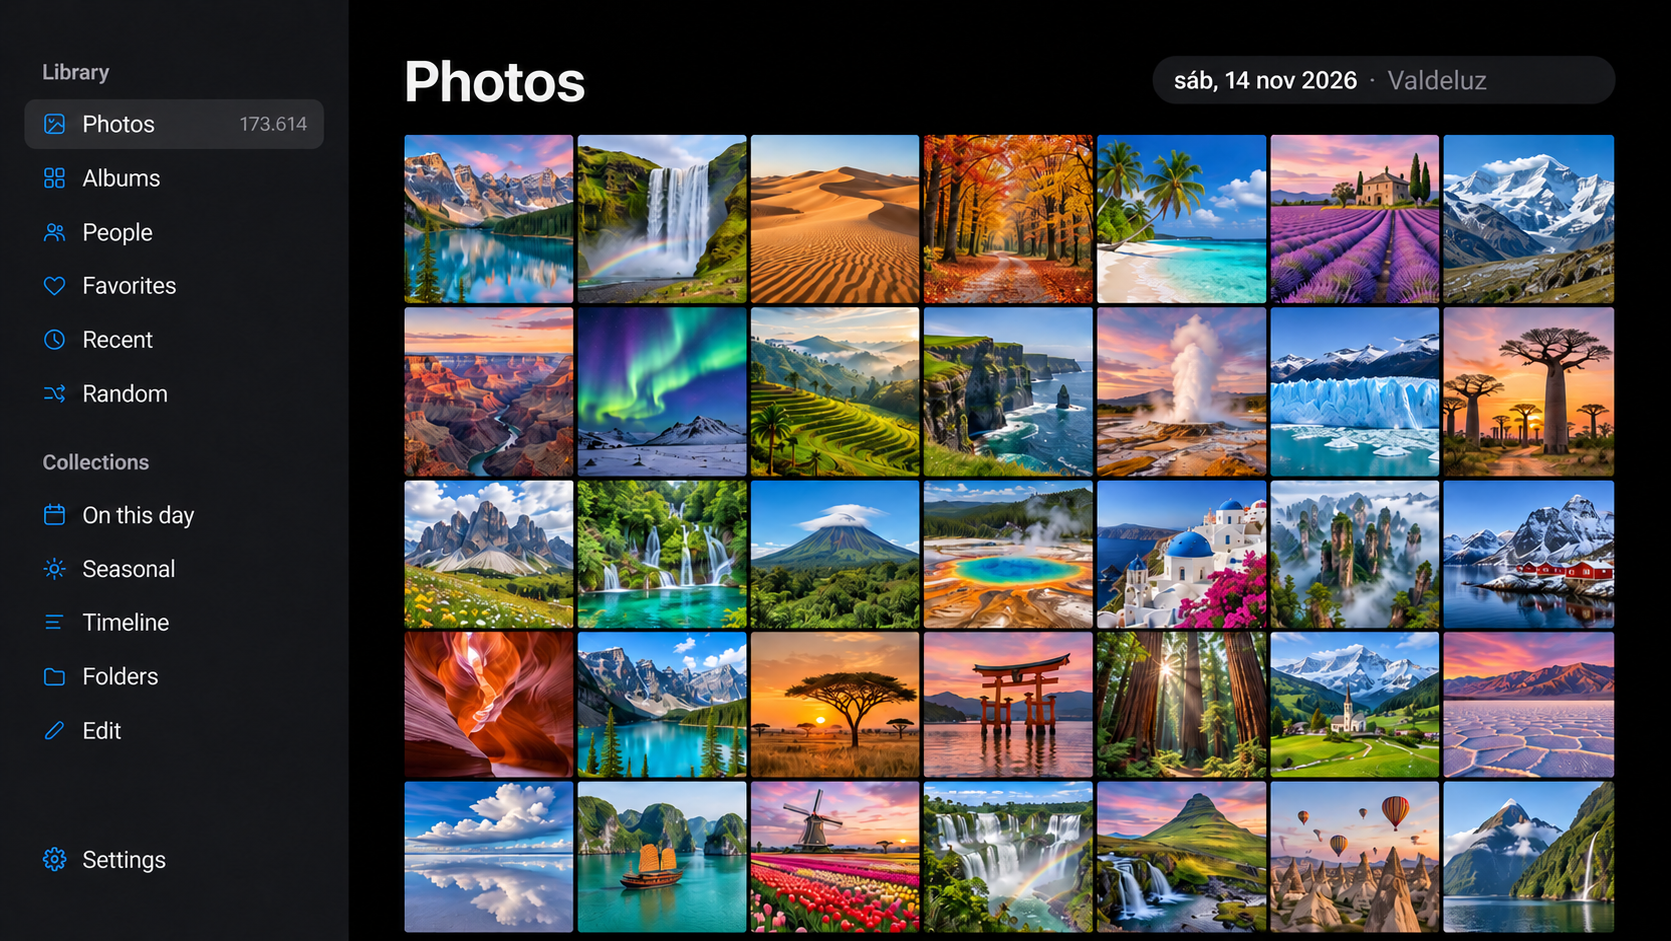 Library
Photos 173.614
Albums
People
Favorites
Recent
Random
Collections
On this day
Seasonal
Timeline
Folders
Edit
Settings
Photos
sáb, 14 nov 2026 · Valdeluz